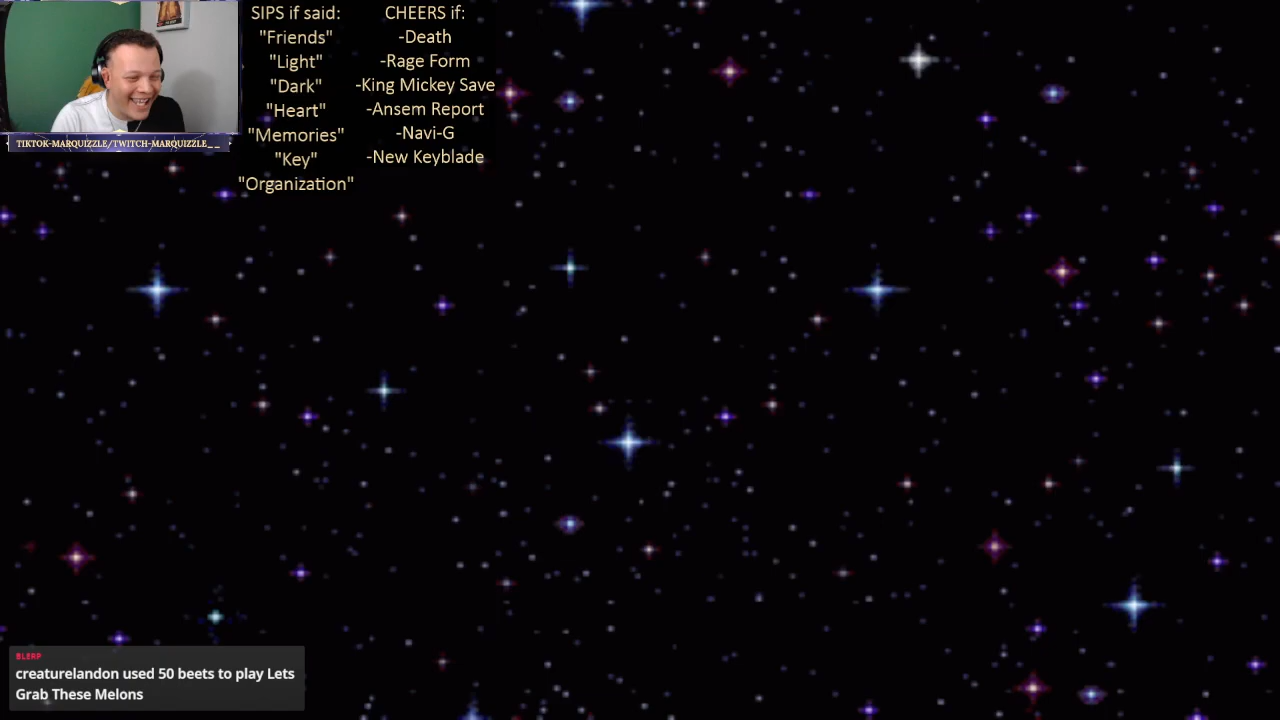 SIPS if said:
"Friends"
"Light"
"Dark"
"Heart"
"Memories"
"Key"
"Organization"
CHEERS if:
-Death
-Rage Form
-King Mickey Save
-Ansem Report
-Navi-G
-New Keyblade
TIKTOK-MARQUIZZLE/TWITCH-MARQUIZZLE__
BLERP
creaturelandon used 50 beets to play Lets
Grab These Melons